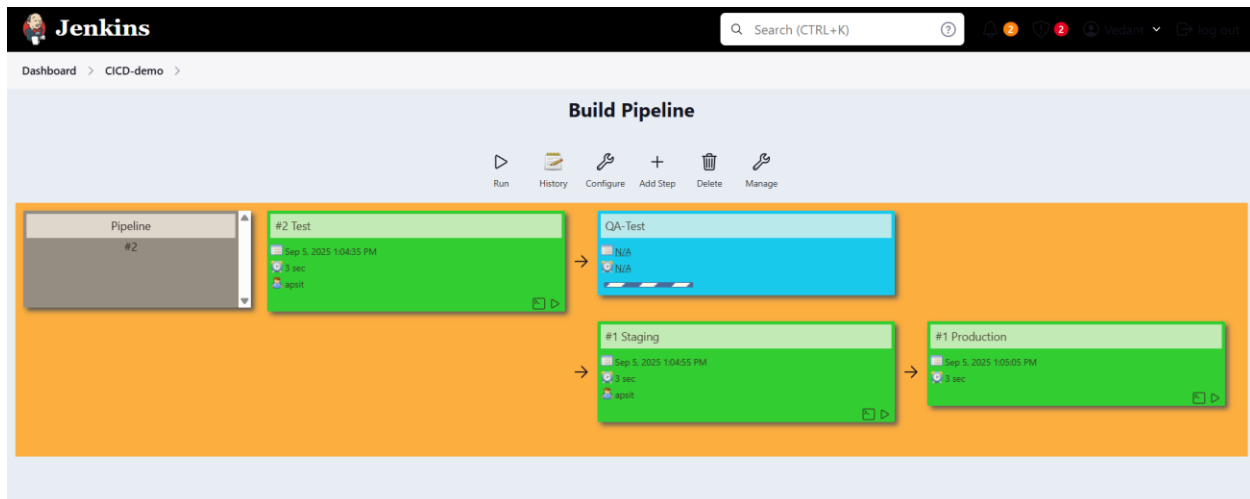 Jenkins
Search (CTRL+K)
?
2
2
Vedant
log out
Dashboard > CICD-demo >
Build Pipeline
Run
History
Configure
Add Step
Delete
Manage
Pipeline
#2
#2 Test
Sep 5, 2025 1:04:35 PM
3 sec
apsit
QA-Test
N/A
N/A
#1 Staging
Sep 5, 2025 1:04:55 PM
3 sec
apsit
#1 Production
Sep 5, 2025 1:05:05 PM
3 sec